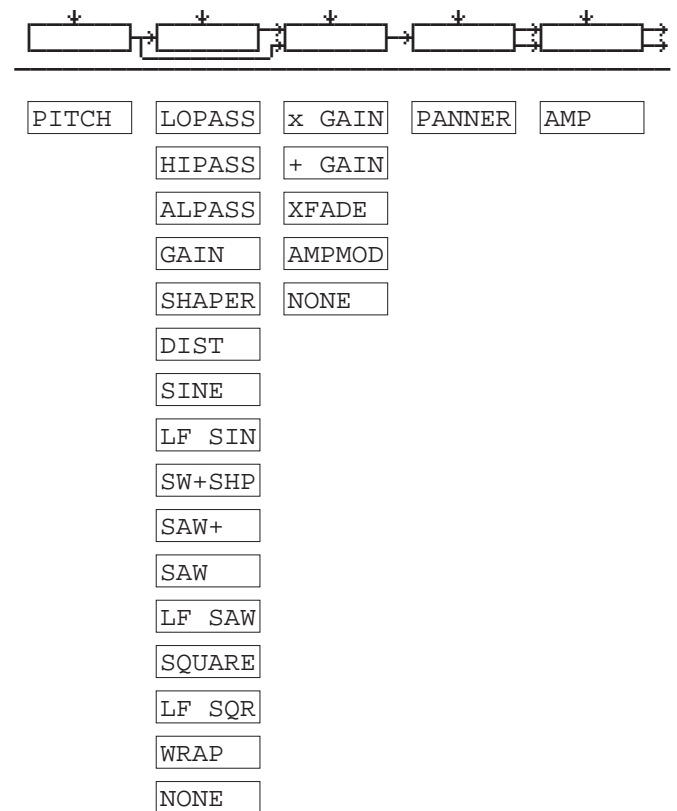 PITCH LOPASS x GAIN PANNER AMP
HIPASS + GAIN
ALPASS XFADE
GAIN AMPMOD
SHAPER NONE
DIST
SINE
LF SIN
SW+SHP
SAW+
SAW
LF SAW
SQUARE
LF SQR
WRAP
NONE